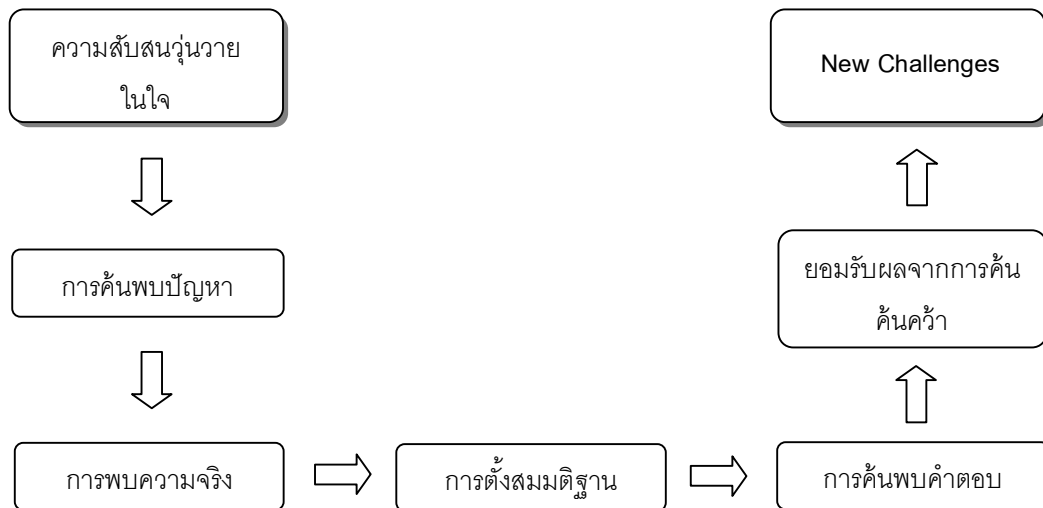 ความสับสนวุ่นวาย
ในใจ
การค้นพบปัญหา
การพบความจริง
การตั้งสมมติฐาน
การค้นพบคำตอบ
ยอมรับผลจากการค้น
ค้นคว้า
New Challenges